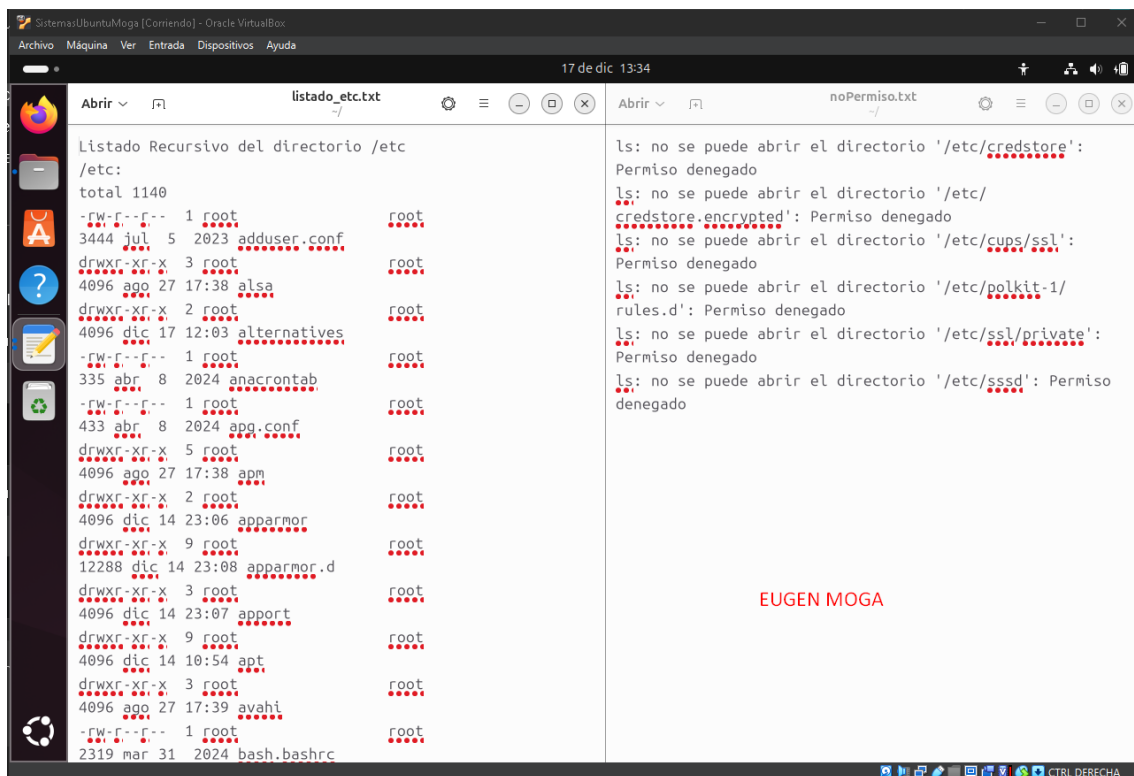 SistemasUbuntuMoga [Corriendo] - Oracle VirtualBox
Archivo Máquina Ver Entrada Dispositivos Ayuda
17 de dic 13:34
Abrir
listado_etc.txt
~/
Listado Recursivo del directorio /etc
/etc:
total 1140
-rw-r--r-- 1 root root
3444 jul 5 2023 adduser.conf
drwxr-xr-x 3 root root
4096 ago 27 17:38 alsa
drwxr-xr-x 2 root root
4096 dic 17 12:03 alternatives
-rw-r--r-- 1 root root
335 abr 8 2024 anacrontab
-rw-r--r-- 1 root root
433 abr 8 2024 apg.conf
drwxr-xr-x 5 root root
4096 ago 27 17:38 apm
drwxr-xr-x 2 root root
4096 dic 14 23:06 apparmor
drwxr-xr-x 9 root root
12288 dic 14 23:08 apparmor.d
drwxr-xr-x 3 root root
4096 dic 14 23:07 apport
drwxr-xr-x 9 root root
4096 dic 14 10:54 apt
drwxr-xr-x 3 root root
4096 ago 27 17:39 avahi
-rw-r--r-- 1 root root
2319 mar 31 2024 bash.bashrc
Abrir
noPermiso.txt
~/
ls: no se puede abrir el directorio '/etc/credstore':
Permiso denegado
ls: no se puede abrir el directorio '/etc/
credstore.encrypted': Permiso denegado
ls: no se puede abrir el directorio '/etc/cups/ssl':
Permiso denegado
ls: no se puede abrir el directorio '/etc/polkit-1/
rules.d': Permiso denegado
ls: no se puede abrir el directorio '/etc/ssl/private':
Permiso denegado
ls: no se puede abrir el directorio '/etc/sssd': Permiso
denegado
EUGEN MOGA
CTRL DERECHA